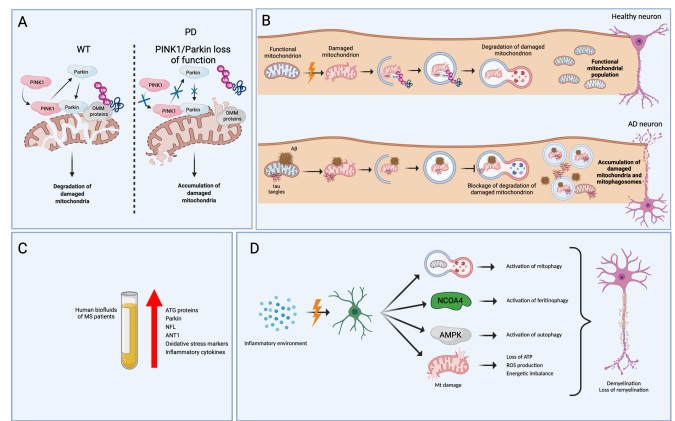 A
WT
PINK1
Parkin
PINK1
Parkin
OMM
proteins
Degradation of
damaged
mitochondria
PD
PINK1/Parkin loss
of function
Parkin
PINK1
PINK1
Parkin
OMM
proteins
Accumulation of
damaged
mitochondria
B
Healthy neuron
Functional
mitochondrion
Damaged
mitochondrion
Degradation of damaged
mitochondrion
Functional
mitochondrial
population
AD neuron
Aβ
tau
tangles
Blockage of degradation of
damaged mitochondrion
Accumulation of
damaged
mitochondria and
mitophagosomes
C
Human biofluids
of MS patients
ATG proteins
Parkin
NFL
ANT1
Oxidative stress markers
Inflammatory cytokines
D
Inflammatory environment
Activation of mitophagy
NCOA4
Activation of feritinophagy
AMPK
Activation of autophagy
Mt damage
Loss of ATP
ROS production
Energetic imbalance
Demyelination
Loss of remyelination